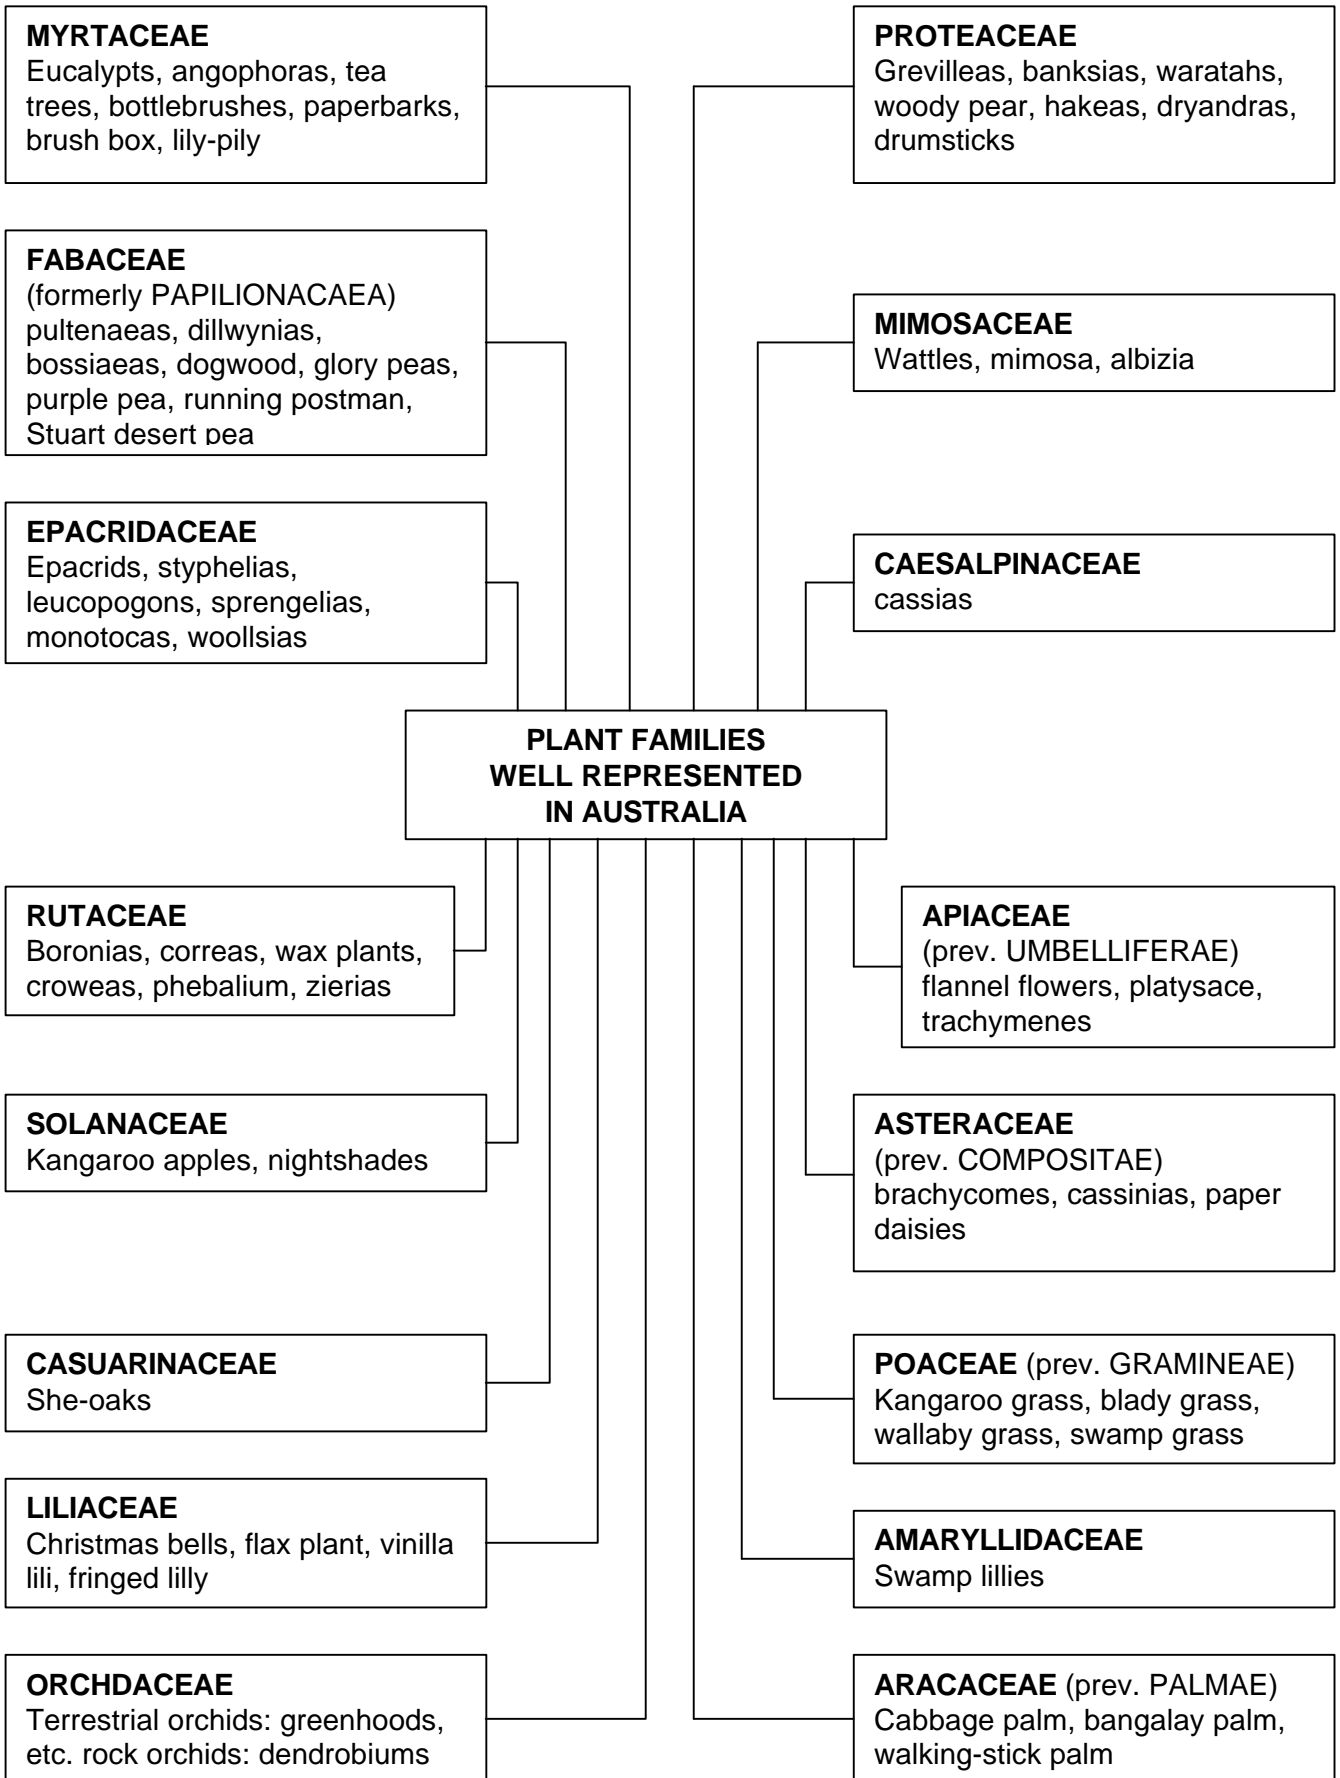 MYRTACEAE
Eucalypts, angophoras, tea
trees, bottlebrushes, paperbarks,
brush box, lily-pily
PROTEACEAE
Grevilleas, banksias, waratahs,
woody pear, hakeas, dryandras,
drumsticks
FABACEAE
(formerly PAPILIONACAEA)
pultenaeas, dillwynias,
bossiaeas, dogwood, glory peas,
purple pea, running postman,
Stuart desert pea
MIMOSACEAE
Wattles, mimosa, albizia
EPACRIDACEAE
Epacrids, styphelias,
leucopogons, sprengelias,
monotocas, woollsias
CAESALPINACEAE
cassias
PLANT FAMILIES
WELL REPRESENTED
IN AUSTRALIA
RUTACEAE
Boronias, correas, wax plants,
croweas, phebalium, zierias
APIACEAE
(prev. UMBELLIFERAE)
flannel flowers, platysace,
trachymenes
SOLANACEAE
Kangaroo apples, nightshades
ASTERACEAE
(prev. COMPOSITAE)
brachycomes, cassinias, paper
daisies
CASUARINACEAE
She-oaks
POACEAE (prev. GRAMINEAE)
Kangaroo grass, blady grass,
wallaby grass, swamp grass
LILIACEAE
Christmas bells, flax plant, vinilla
lili, fringed lilly
AMARYLLIDACEAE
Swamp lillies
ORCHDACEAE
Terrestrial orchids: greenhoods,
etc. rock orchids: dendrobiums
ARACACEAE (prev. PALMAE)
Cabbage palm, bangalay palm,
walking-stick palm